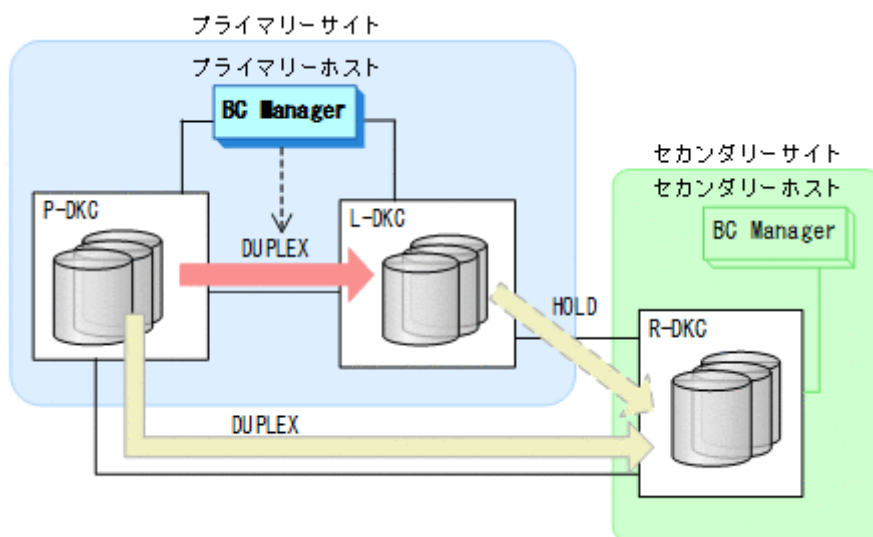 プライマリーサイト
プライマリーホスト
BC Manager
セカンダリーサイト
セカンダリーホスト
P-DKC
L-DKC
BC Manager
DUPLEX
HOLD
R-DKC
DUPLEX